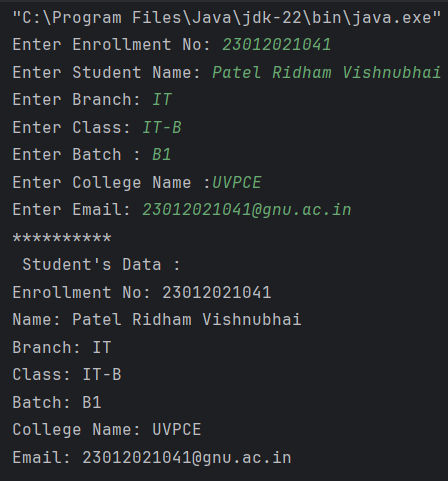 "C:\Program Files\Java\jdk-22\bin\java.exe"
Enter Enrollment No: 23012021041
Enter Student Name: Patel Ridham Vishnubhai
Enter Branch: IT
Enter Class: IT-B
Enter Batch : B1
Enter College Name :UVPCE
Enter Email: 23012021041@gnu.ac.in
**********
 Student's Data :
Enrollment No: 23012021041
Name: Patel Ridham Vishnubhai
Branch: IT
Class: IT-B
Batch: B1
College Name: UVPCE
Email: 23012021041@gnu.ac.in